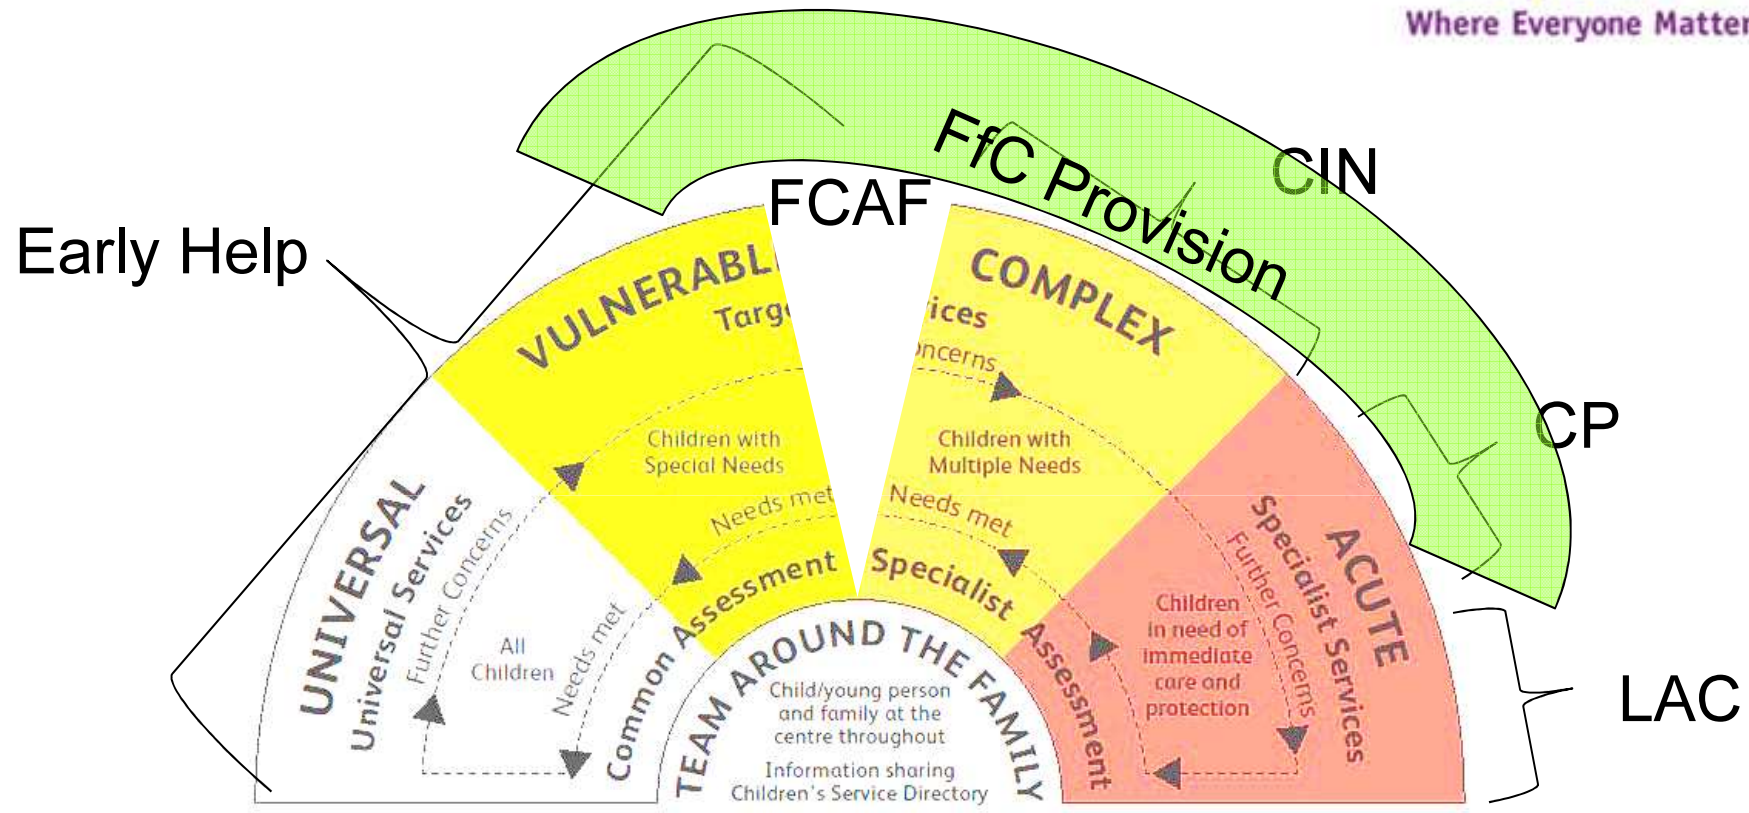 Where Everyone Matter
FfC Provision
CIN
FCAF
Early Help
CP
LAC
UNIVERSAL
Universal Services
Further Concerns
All
Children
Needs met
Common Assessment
VULNERABL
Targ
Children with
Special Needs
Needs met
COMPLEX
ices
oncerns
Children with
Multiple Needs
Needs met
Specialist Assessment
ACUTE
Specialist Services
Further Concerns
Children
in need of
immediate
care and
protection
TEAM AROUND THE FAMILY
Child/young person
and family at the
centre throughout
Information sharing
Children's Service Directory